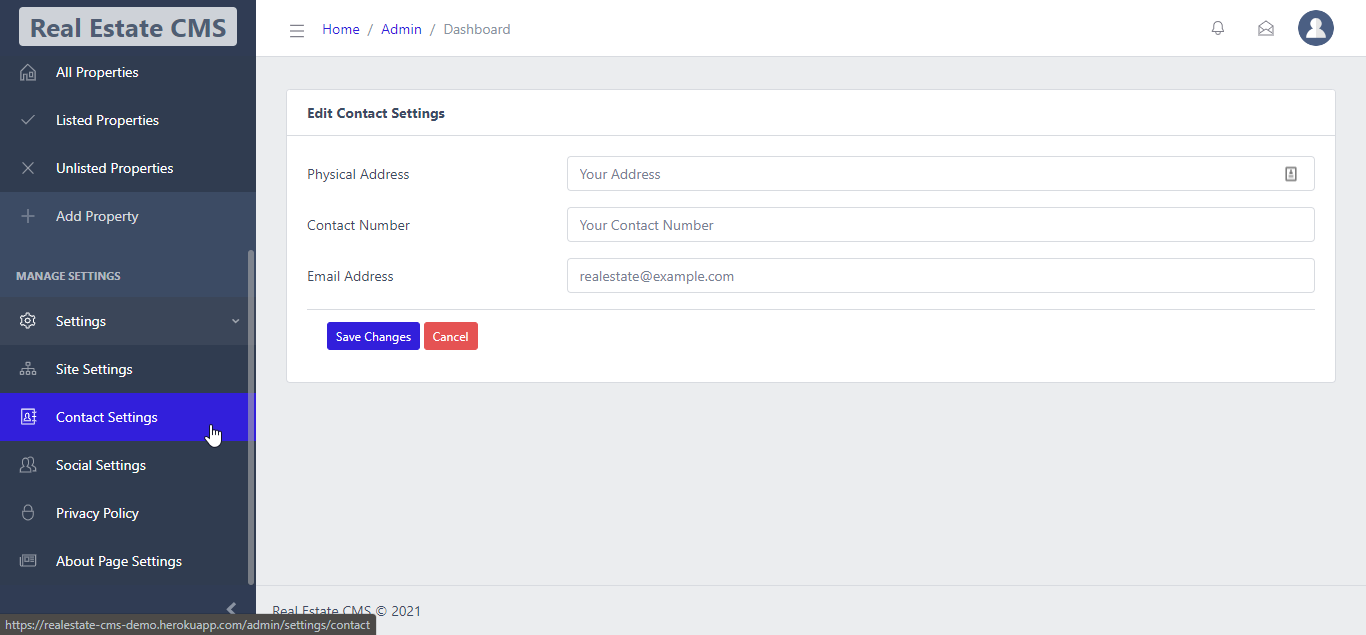 Real Estate CMS
Home / Admin / Dashboard
All Properties
Listed Properties
Unlisted Properties
Add Property
MANAGE SETTINGS
Settings
Site Settings
Contact Settings
Social Settings
Privacy Policy
About Page Settings
Edit Contact Settings
Physical Address
Your Address
Contact Number
Your Contact Number
Email Address
realestate@example.com
Save Changes
Cancel
Real Estate CMS © 2021
https://realestate-cms-demo.herokuapp.com/admin/settings/contact